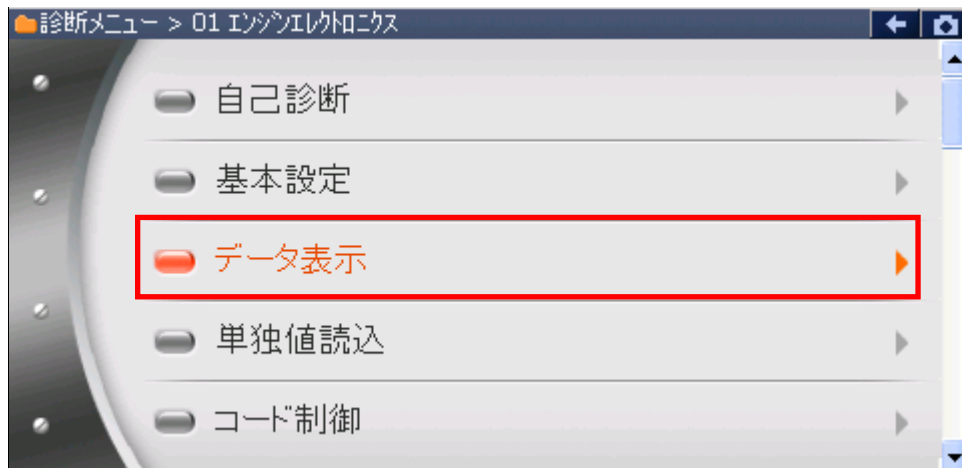 診断メニュー > 01 エンジンエレクトロニクス
自己診断
基本設定
データ表示
単独値読込
コード制御